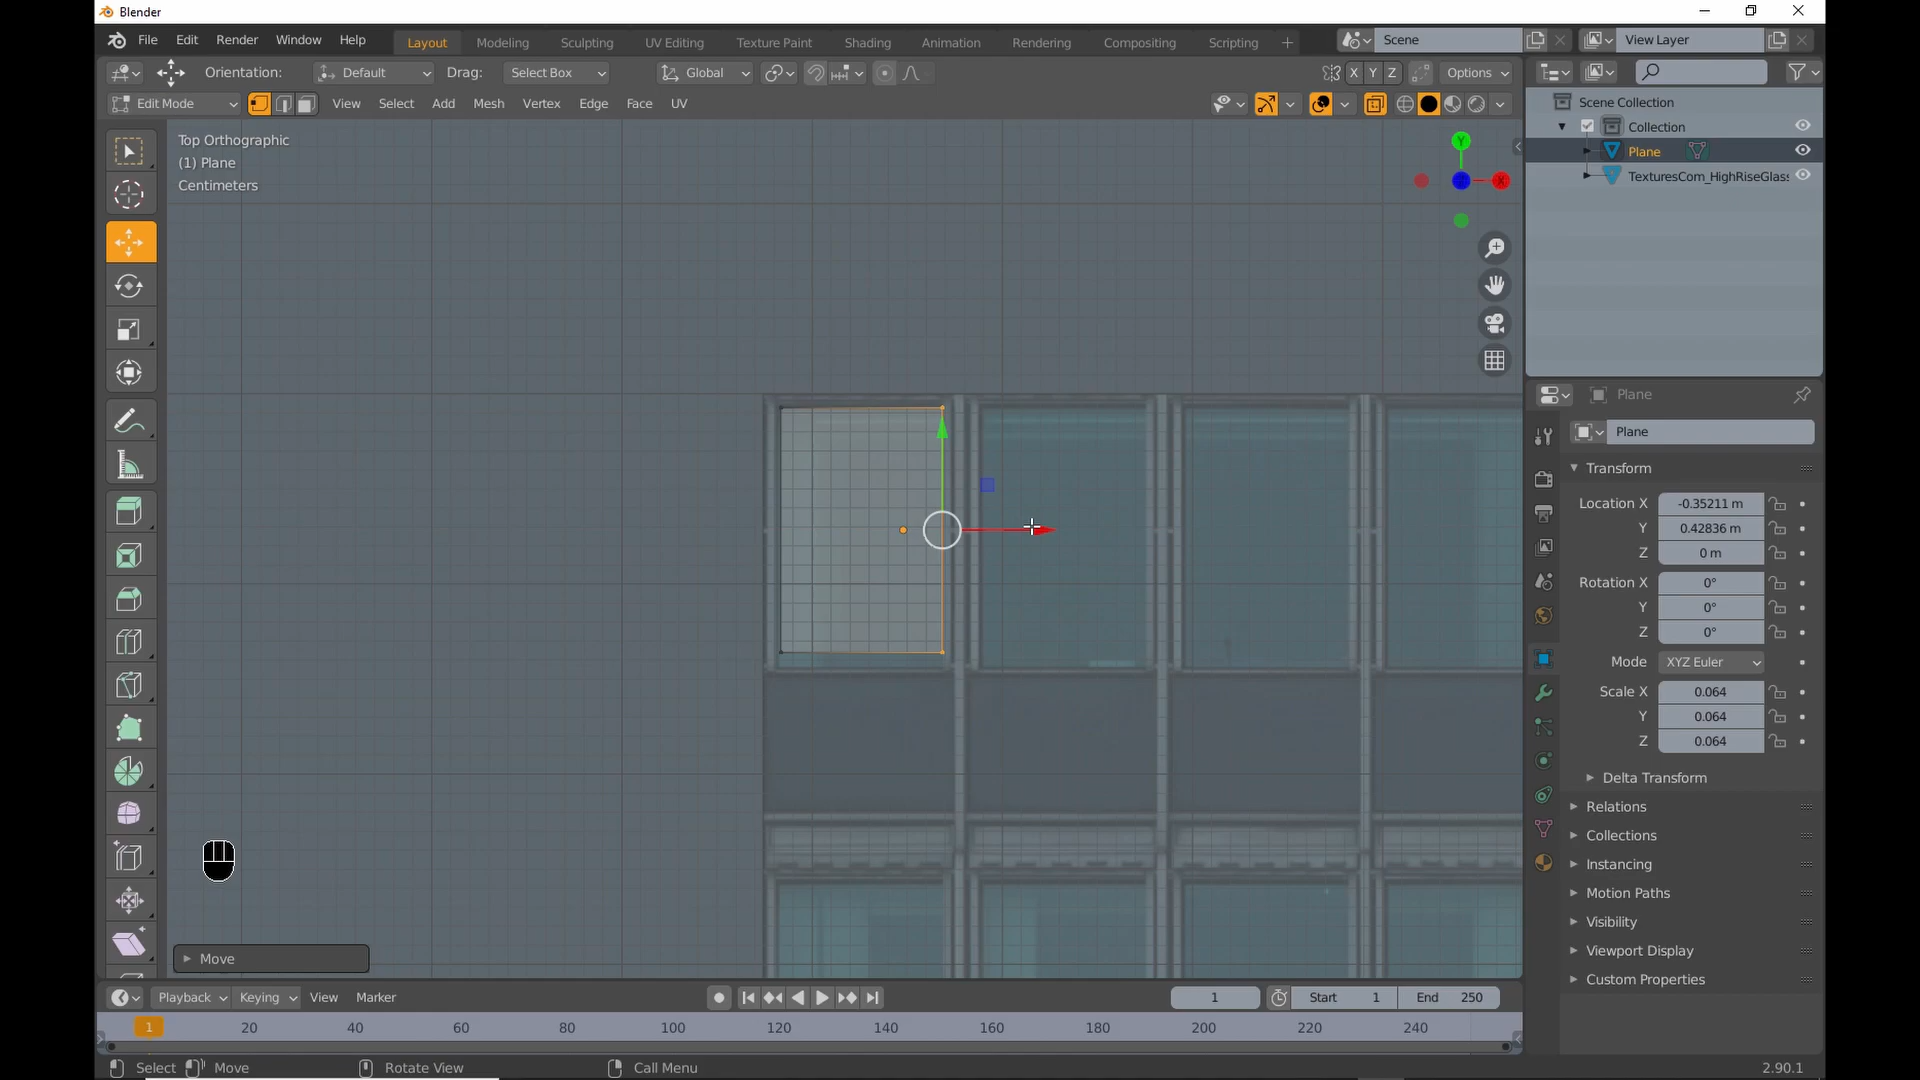 Blender
File Edit Render Window Help
Layout Modeling Sculpting UV Editing Texture Paint Shading Animation Rendering Compositing Scripting +
Scene
View Layer
Orientation: Default Drag: Select Box Global X Y Z Options
Edit Mode View Select Add Mesh Vertex Edge Face UV
Top Orthographic
(1) Plane
Centimeters
Y
X
Z
Scene Collection
Collection
Plane
TexturesCom_HighRiseGlass
Plane
Plane
Transform
Location X -0.35211 m
Y 0.42836 m
Z 0 m
Rotation X 0°
Y 0°
Z 0°
Mode XYZ Euler
Scale X 0.064
Y 0.064
Z 0.064
Delta Transform
Relations
Collections
Instancing
Motion Paths
Visibility
Viewport Display
Custom Properties
Move
Playback Keying View Marker 1 Start 1 End 250
1 20 40 60 80 100 120 140 160 180 200 220 240
Select Move Rotate View Call Menu 2.90.1